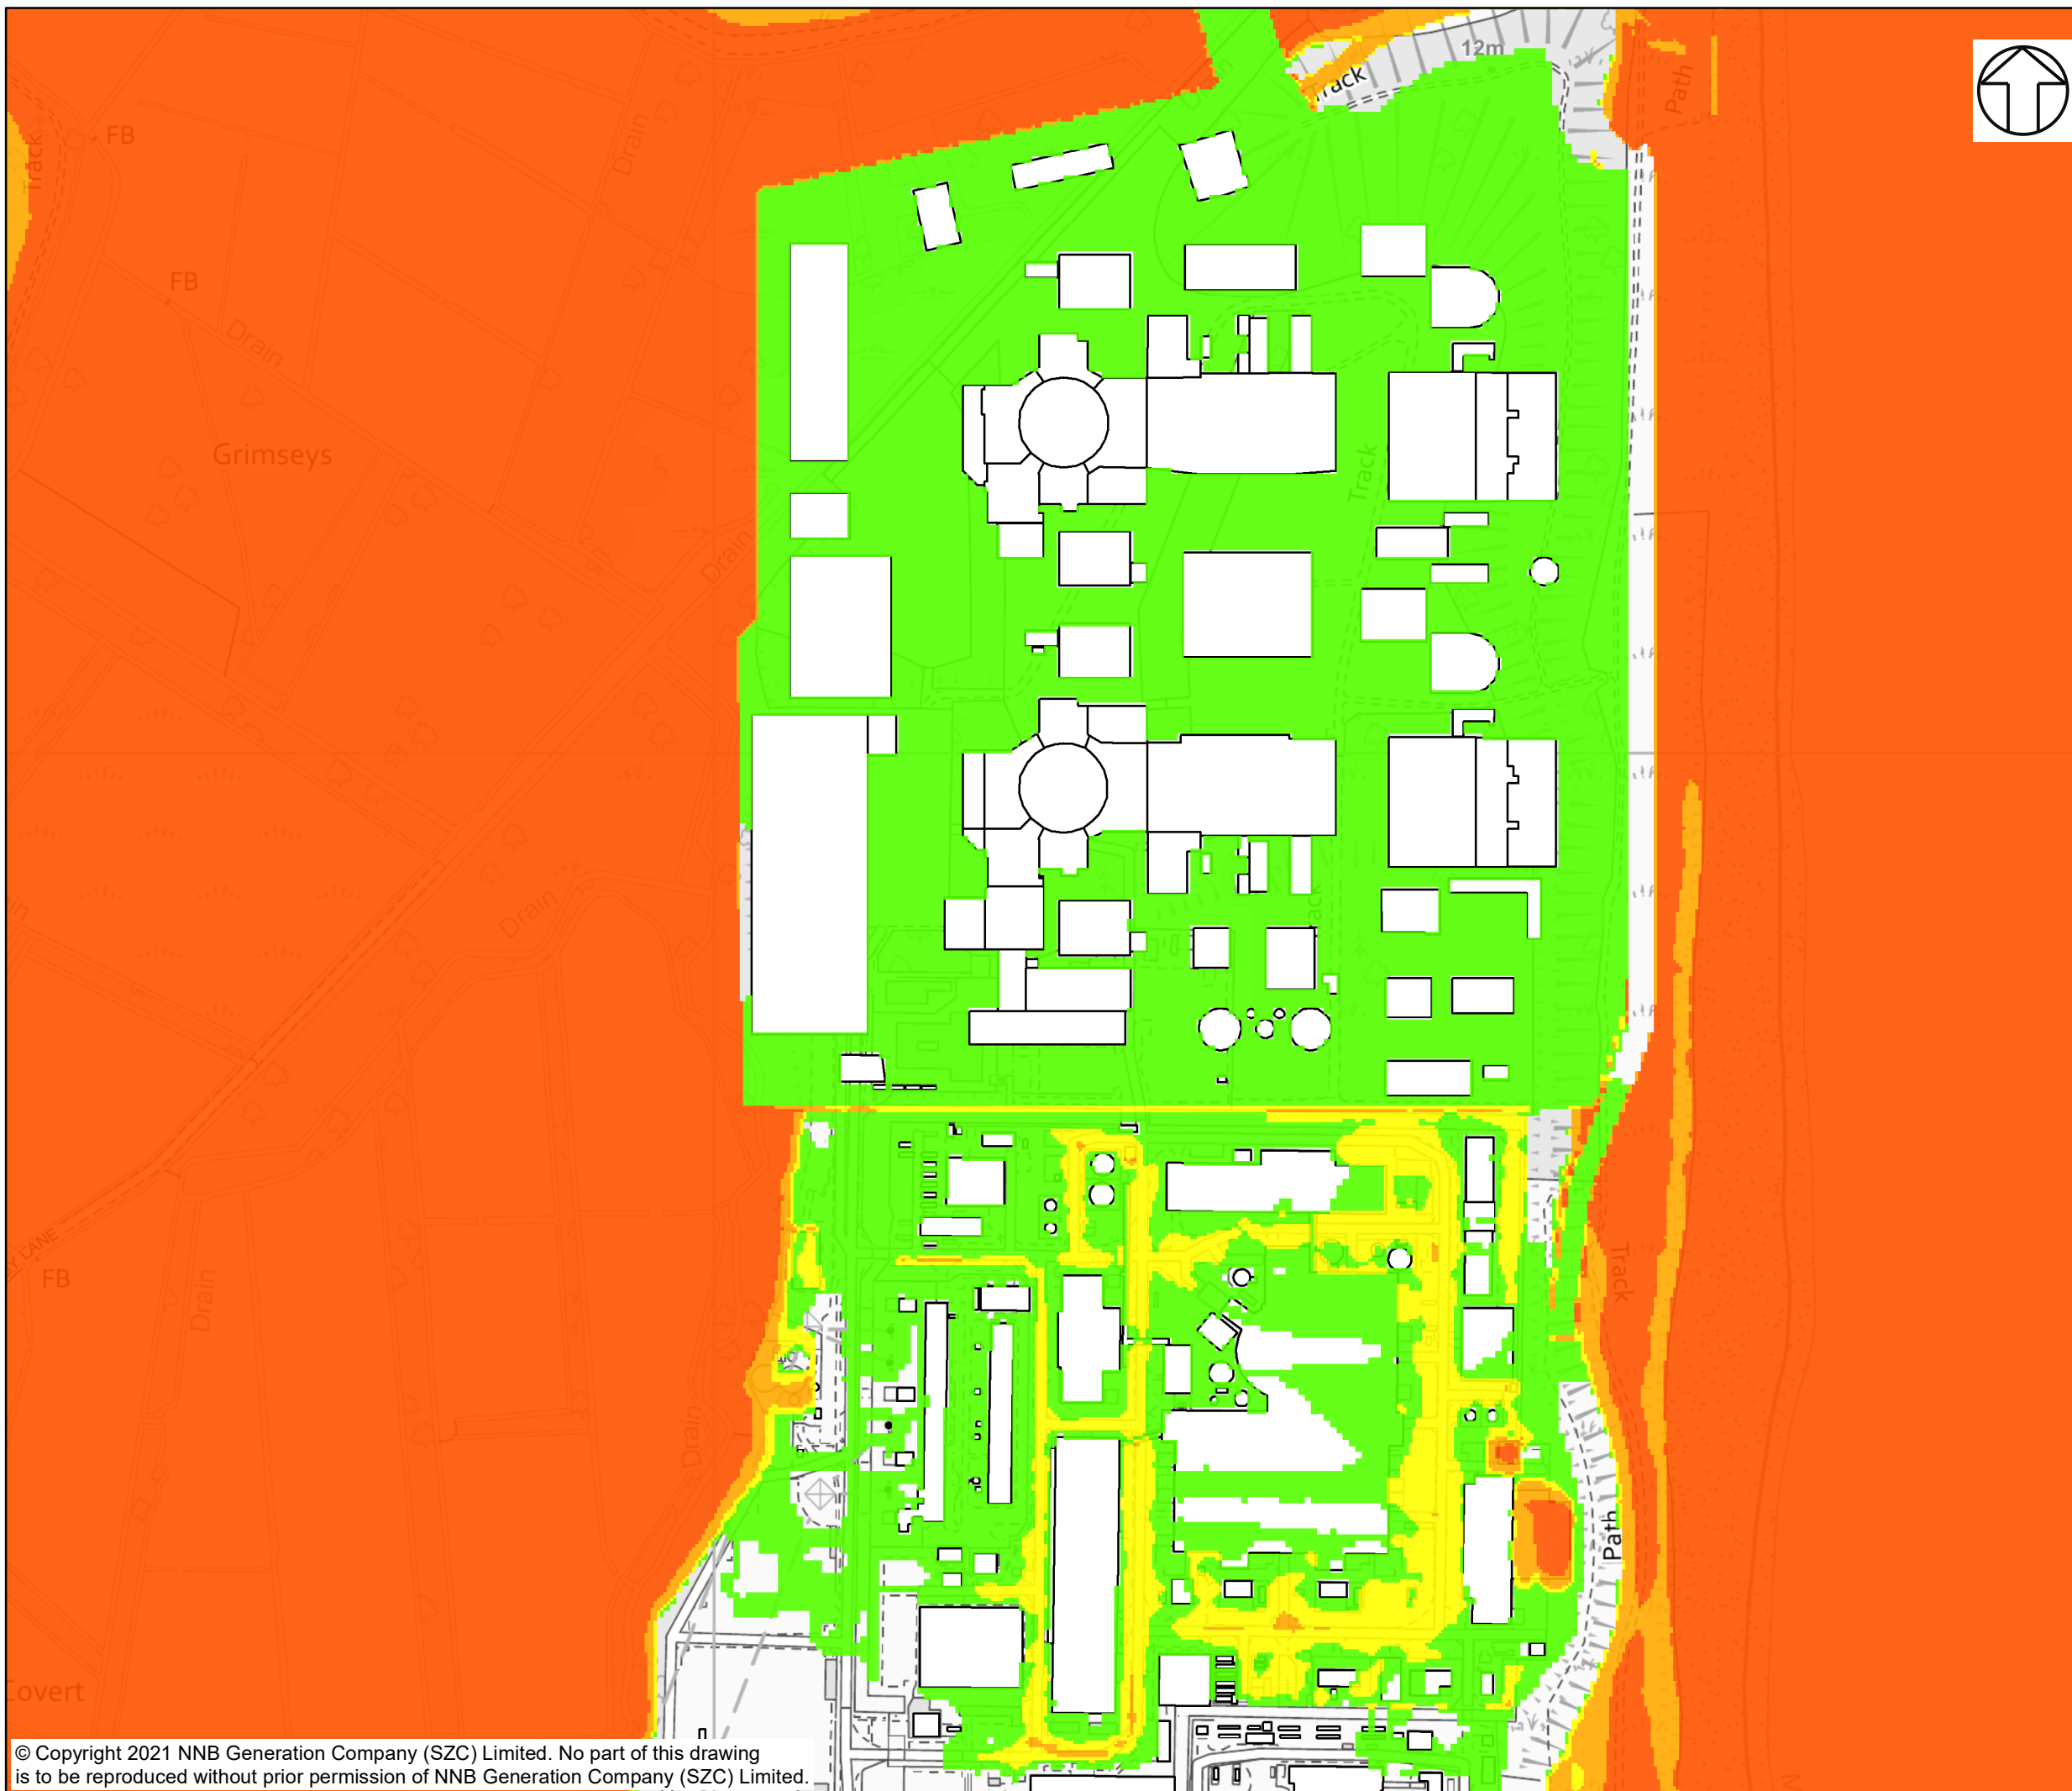 12m
Track
Path
Drain
Drain
FB
Track
FB
Drain
Grimseys
Track
Drain
Drain
Track
FB
Drain
Drain
Path
Covert
© Copyright 2021 NNB Generation Company (SZC) Limited. No part of this drawing
is to be reproduced without prior permission of NNB Generation Company (SZC) Limited.